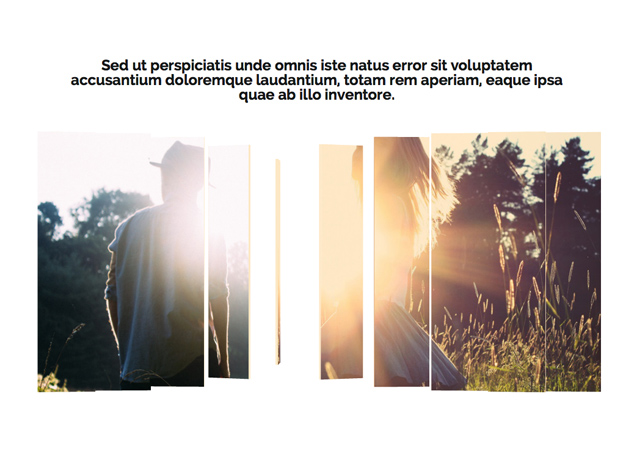 Sed ut perspiciatis unde omnis iste natus error sit voluptatem
accusantium doloremque laudantium, totam rem aperiam, eaque ipsa
quae ab illo inventore.